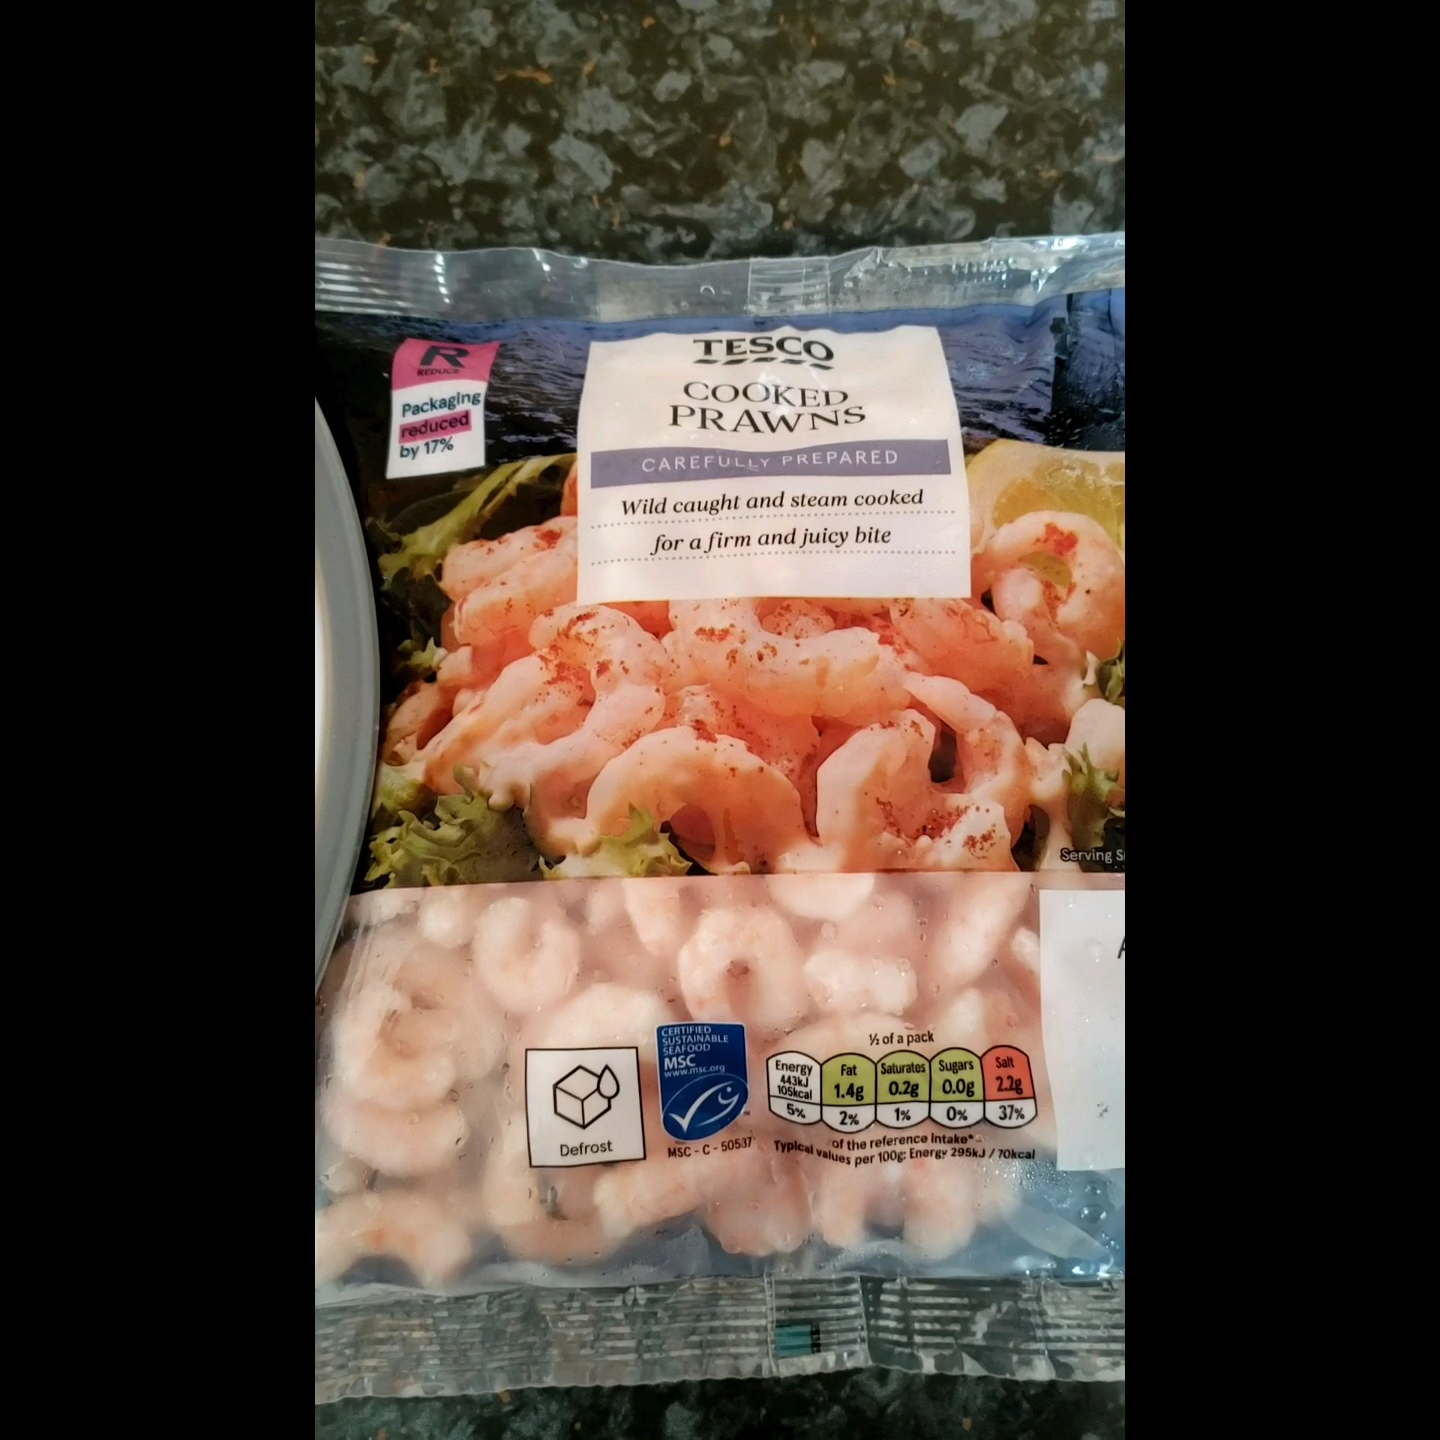 R
REDUCE
Packaging
reduced
by 17%
TESCO
COOKED
PRAWNS
CAREFULLY PREPARED
Wild caught and steam cooked
for a firm and juicy bite
Serving
Defrost
CERTIFIED
SUSTAINABLE
SEAFOOD
MSC
www.msc.org
™
MSC - C - 50537
½ of a pack
Energy 443kJ 105kcal 5%
Fat 1.4g 2%
Saturates 0.2g 1%
Sugars 0.0g 0%
Salt 2.2g 37%
of the reference intake*
Typical values per 100g: Energy 295kJ / 70kcal